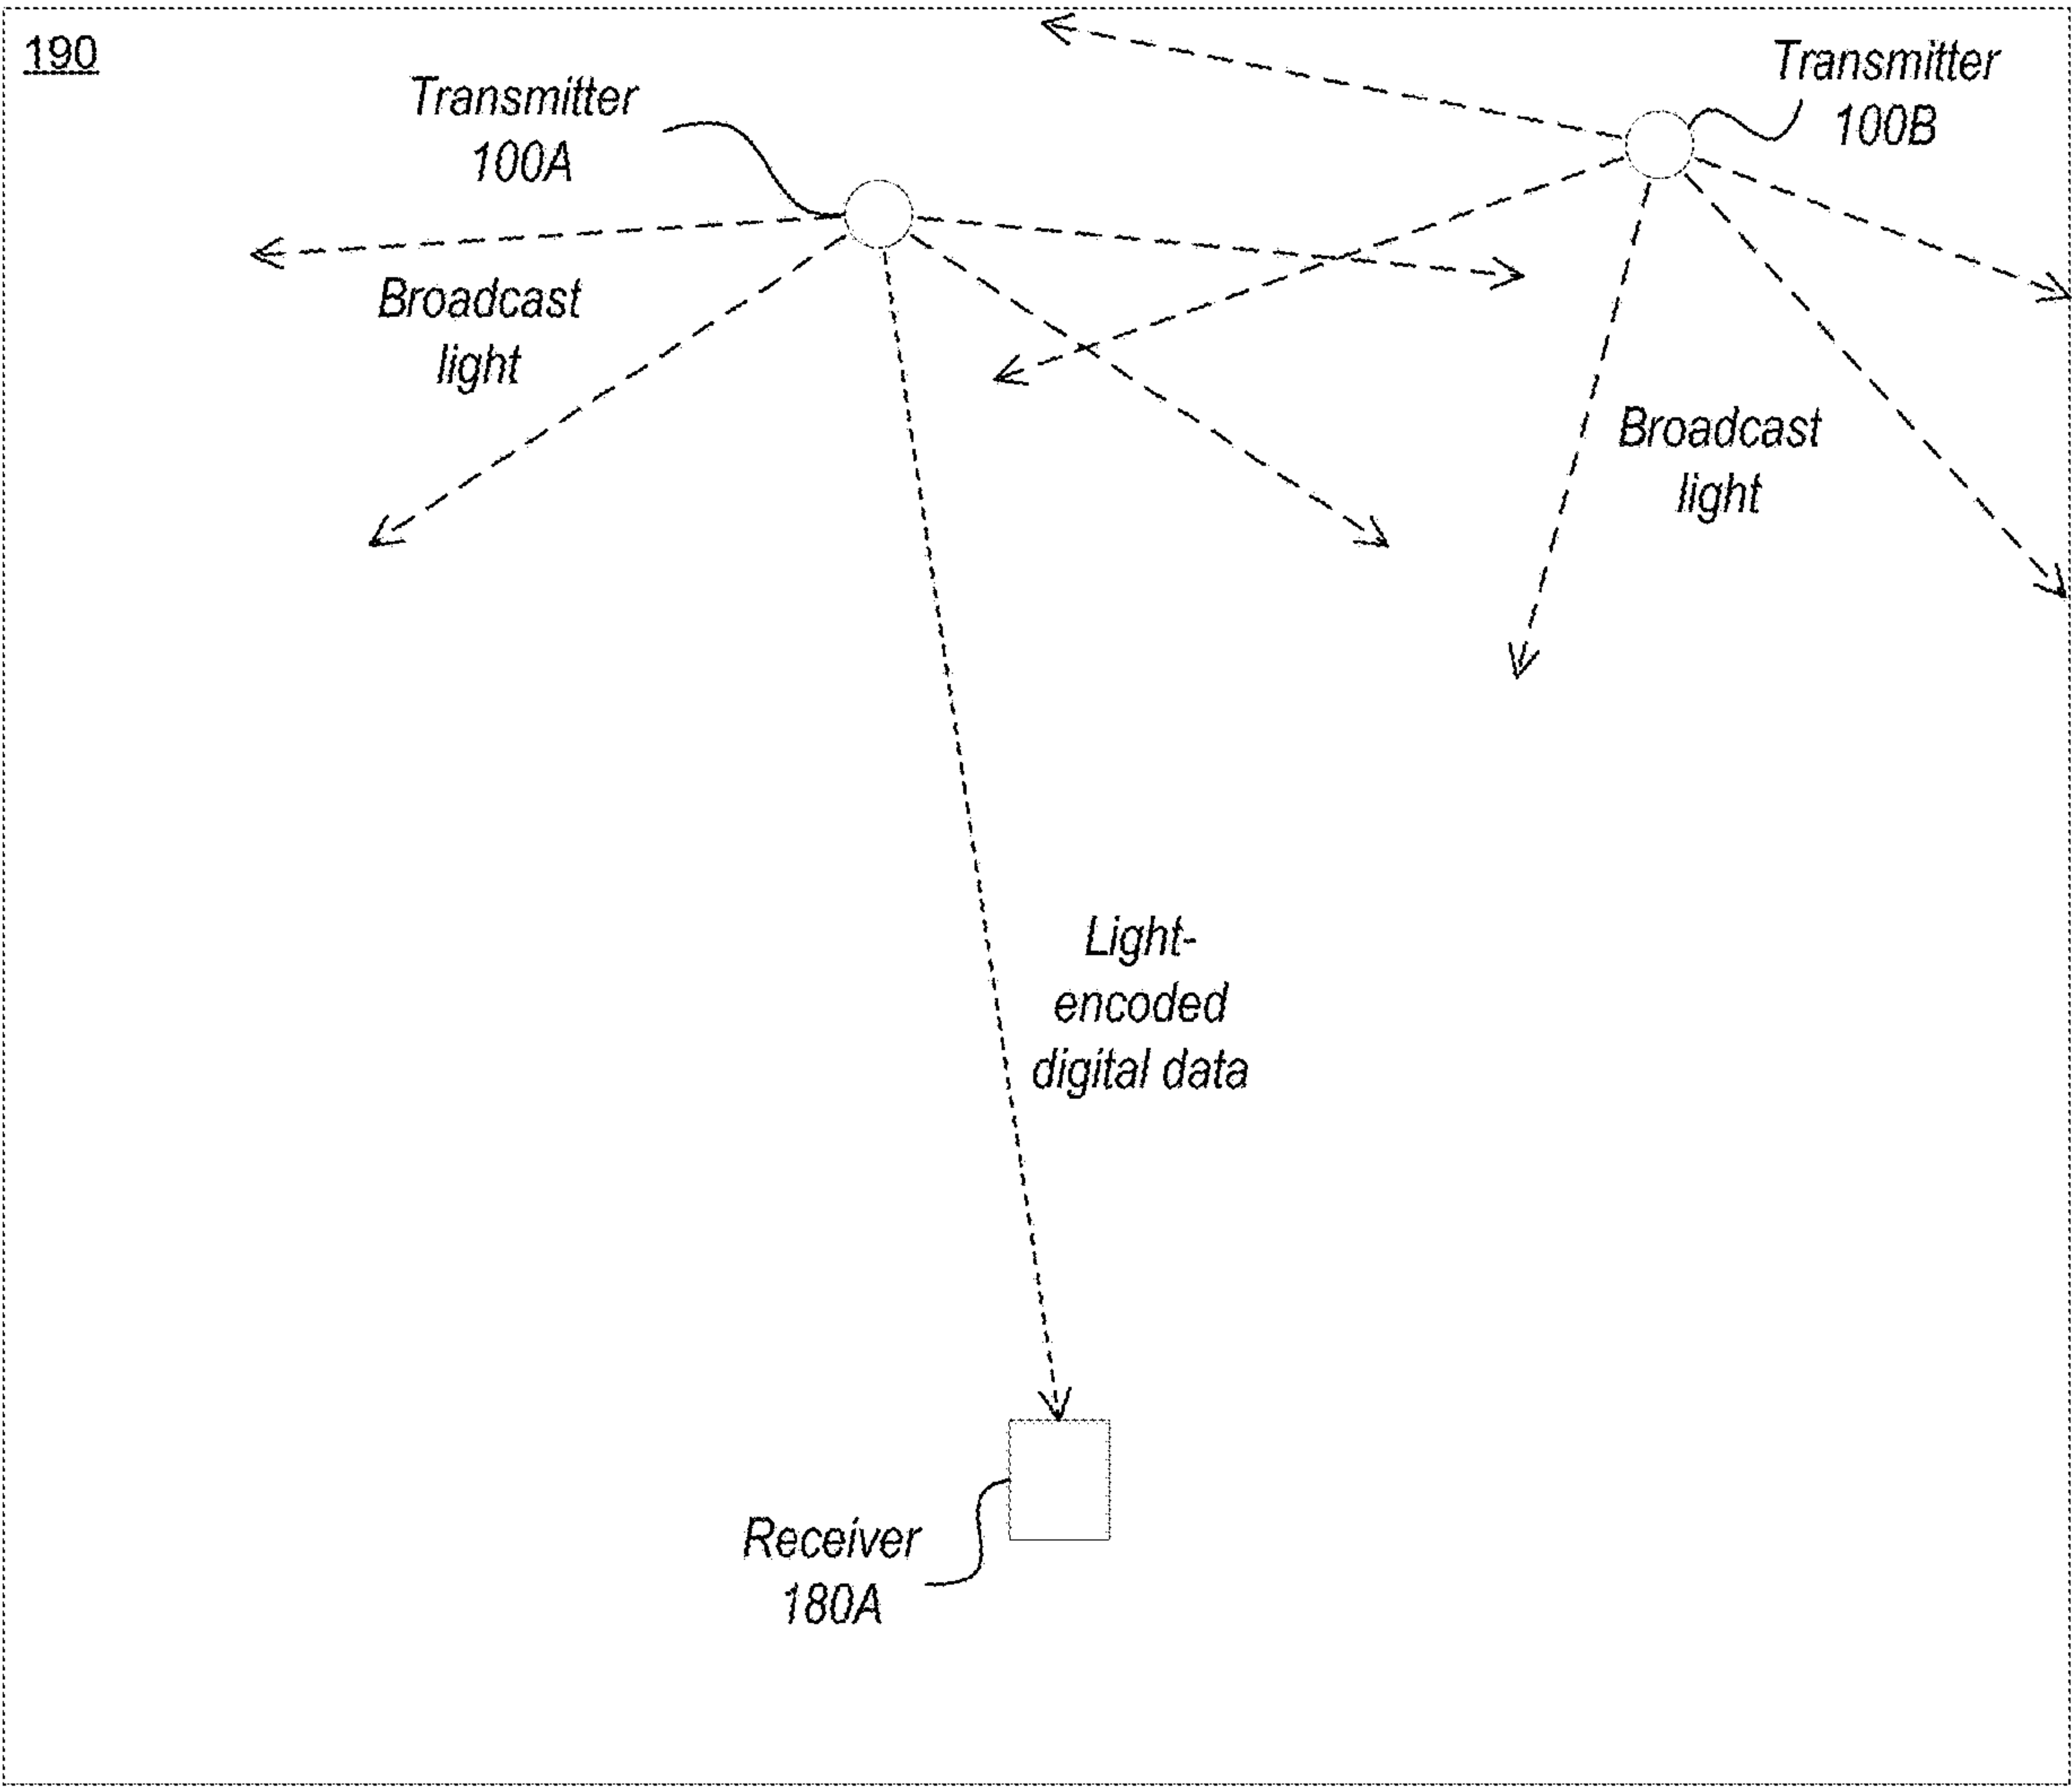 190
Transmitter
100A
Transmitter
100B
Broadcast
light
Broadcast
light
Light-
encoded
digital data
Receiver
180A